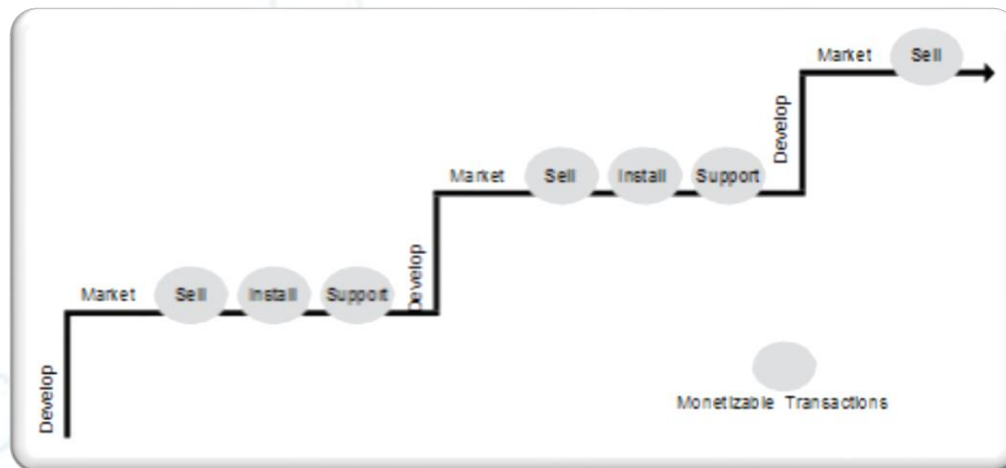 Market Sell
Develop
Market Sell Install Support
Develop
Market Sell Install Support
Develop
Monetizable Transactions